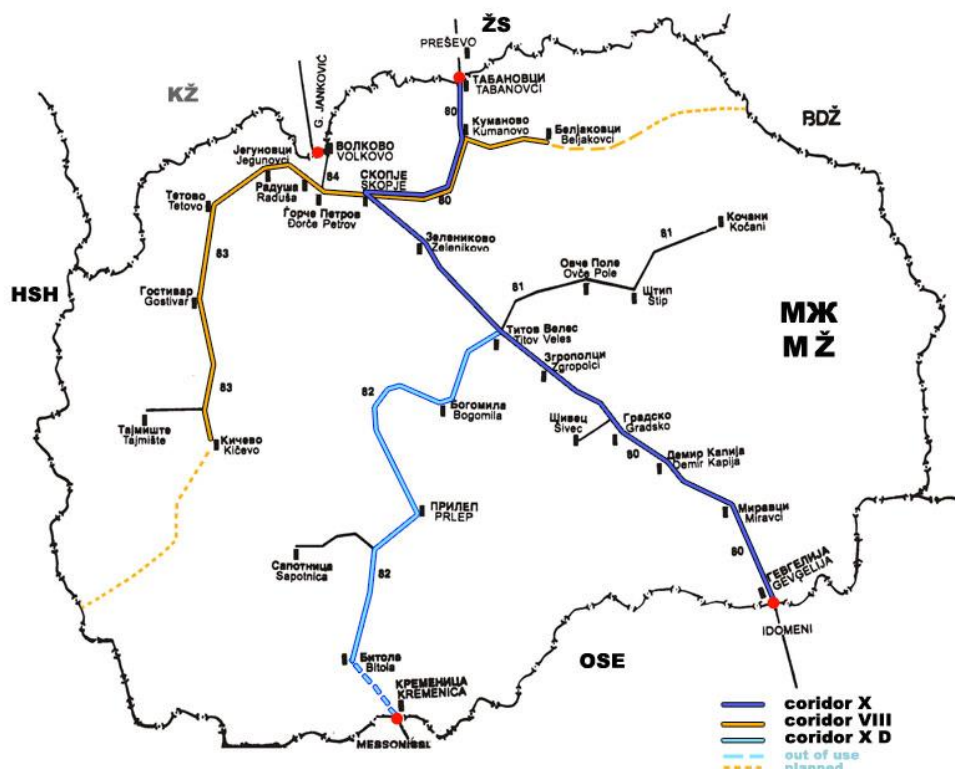 ŽS
PREŠEVO
KŽ
G. JANKOVIĆ
ТАБАНОВЦИ
TABANOVCI
80
BDŽ
Куманово
Kumanovo
Белјаковци
Beljakovci
ВОЛКОВО
VOLKOVO
Јегуновци
Jegunovci
Радуша
Raduša
84
СКОПЈЕ
SKOPJE
80
Тетово
Tetovo
Ѓорче Петров
Đorče Petrov
Кочани
Kočani
81
Зелениково
Zelenikovo
83
Овче Поле
Ovče Pole
81
Штип
Štip
HSH
Гостивар
Gostivar
МЖ
MŽ
Титов Велес
Titov Veles
Згрополци
Zgropolci
83
82
Богомила
Bogomila
Шивец
Šivec
Градско
Gradsko
Тајмиште
Tajmište
Кичево
Kičevo
80
Демир Капија
Demir Kapija
ПРИЛЕП
PRLEP
Миравци
Miravci
Сапотница
Sapotnica
82
80
ГЕВГЕЛИЈА
GEVGELIJA
IDOMENI
Битола
Bitola
OSE
КРЕМЕНИЦА
KREMENICA
coridor X
coridor VIII
coridor X D
out of use
planned